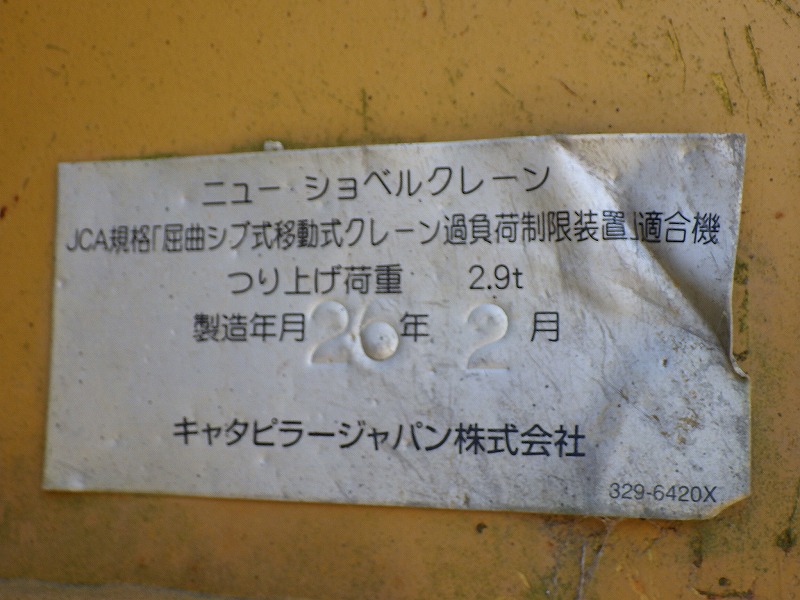 ニュー・ショベルクレーン
JCA規格「屈曲ジブ式移動式クレーン過負荷制限装置」適合機
つり上げ荷重 2.9t
製造年月 26年 2月
キャタピラージャパン株式会社
329-6420X